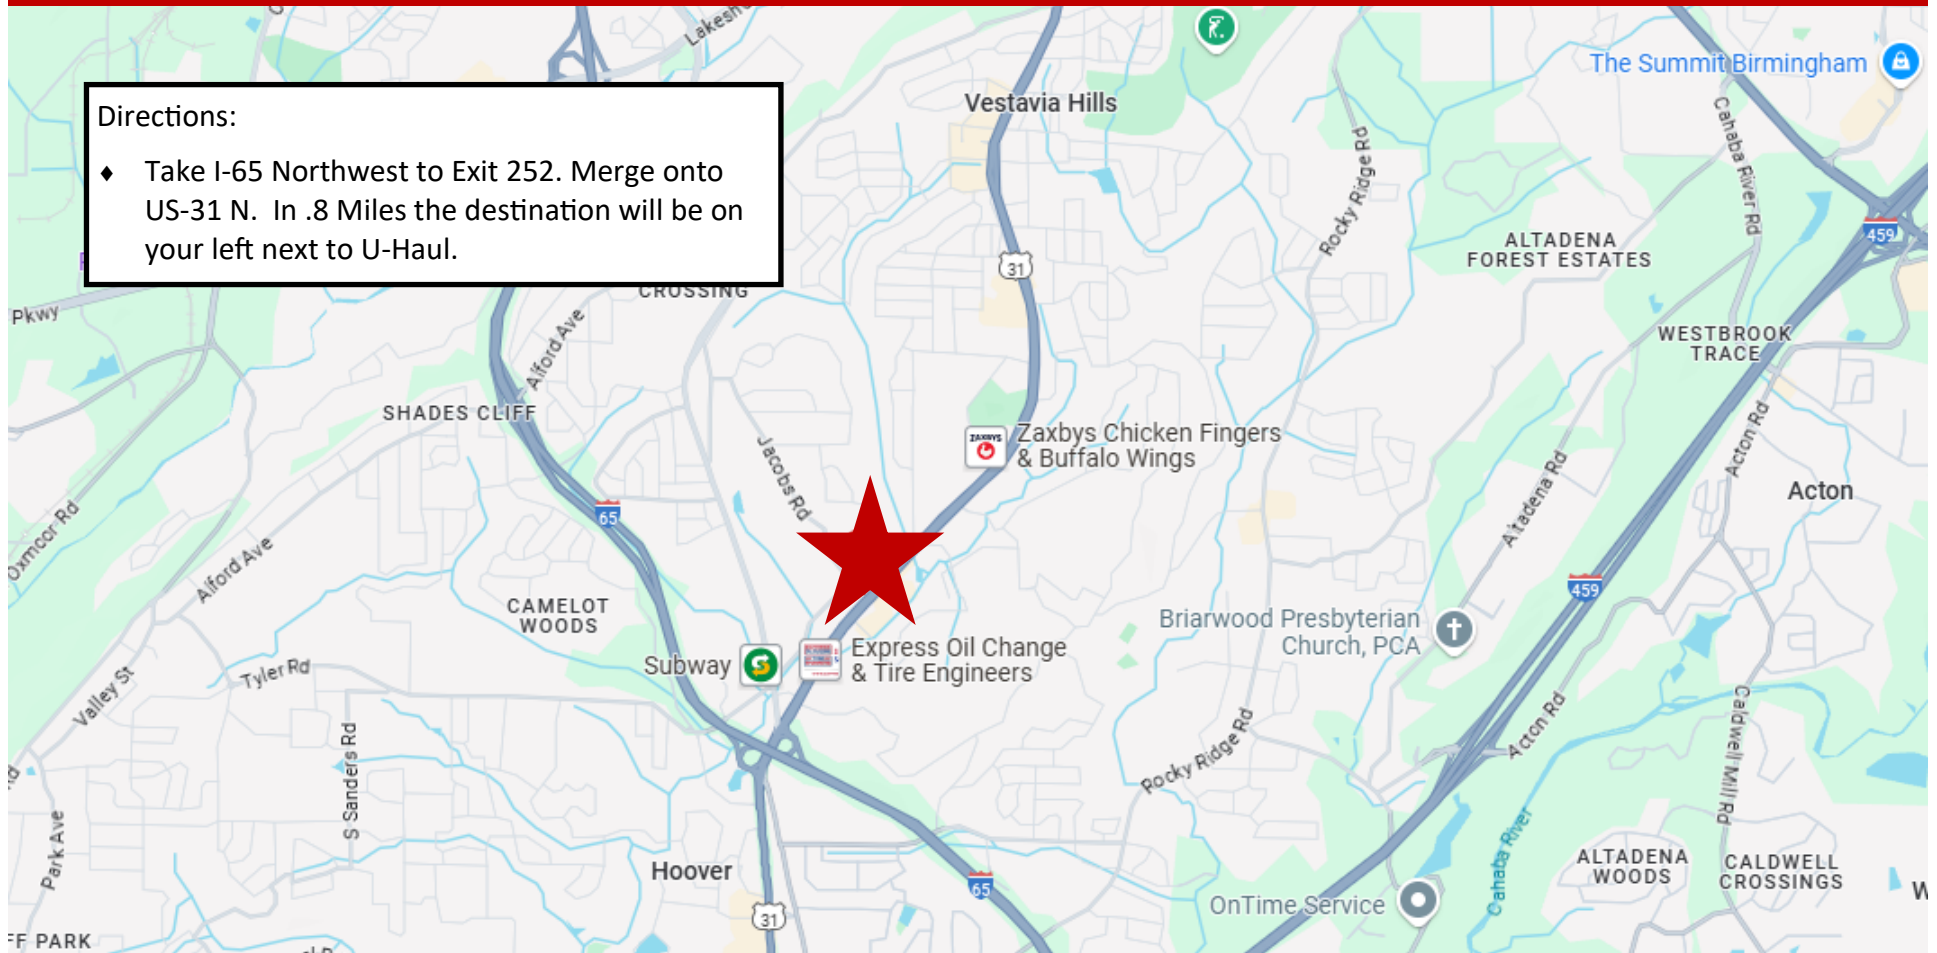 Lakesh
The Summit Birmingham
Vestavia Hills
Directions:
♦ Take I-65 Northwest to Exit 252. Merge onto
US-31 N.  In .8 Miles the destination will be on
your left next to U-Haul.
Cahaba River Rd
Rocky Ridge Rd
459
ALTADENA
FOREST ESTATES
31
CROSSING
Pkwy
Alford Ave
WESTBROOK
TRACE
SHADES CLIFF
Zaxbys Chicken Fingers
& Buffalo Wings
ZAXBYS
Jacobs Rd
Acton Rd
Acton
Altadena Rd
65
Oxmoor Rd
Alford Ave
459
CAMELOT
WOODS
Briarwood Presbyterian
Church, PCA
Subway
Express Oil Change
& Tire Engineers
Tyler Rd
Valley St
S Sanders Rd
Rocky Ridge Rd
Acton Rd
Caldwell Mill Rd
Cahaba River
Park Ave
Hoover
65
31
ALTADENA
WOODS
CALDWELL
CROSSINGS
W
OnTime Service
FF PARK